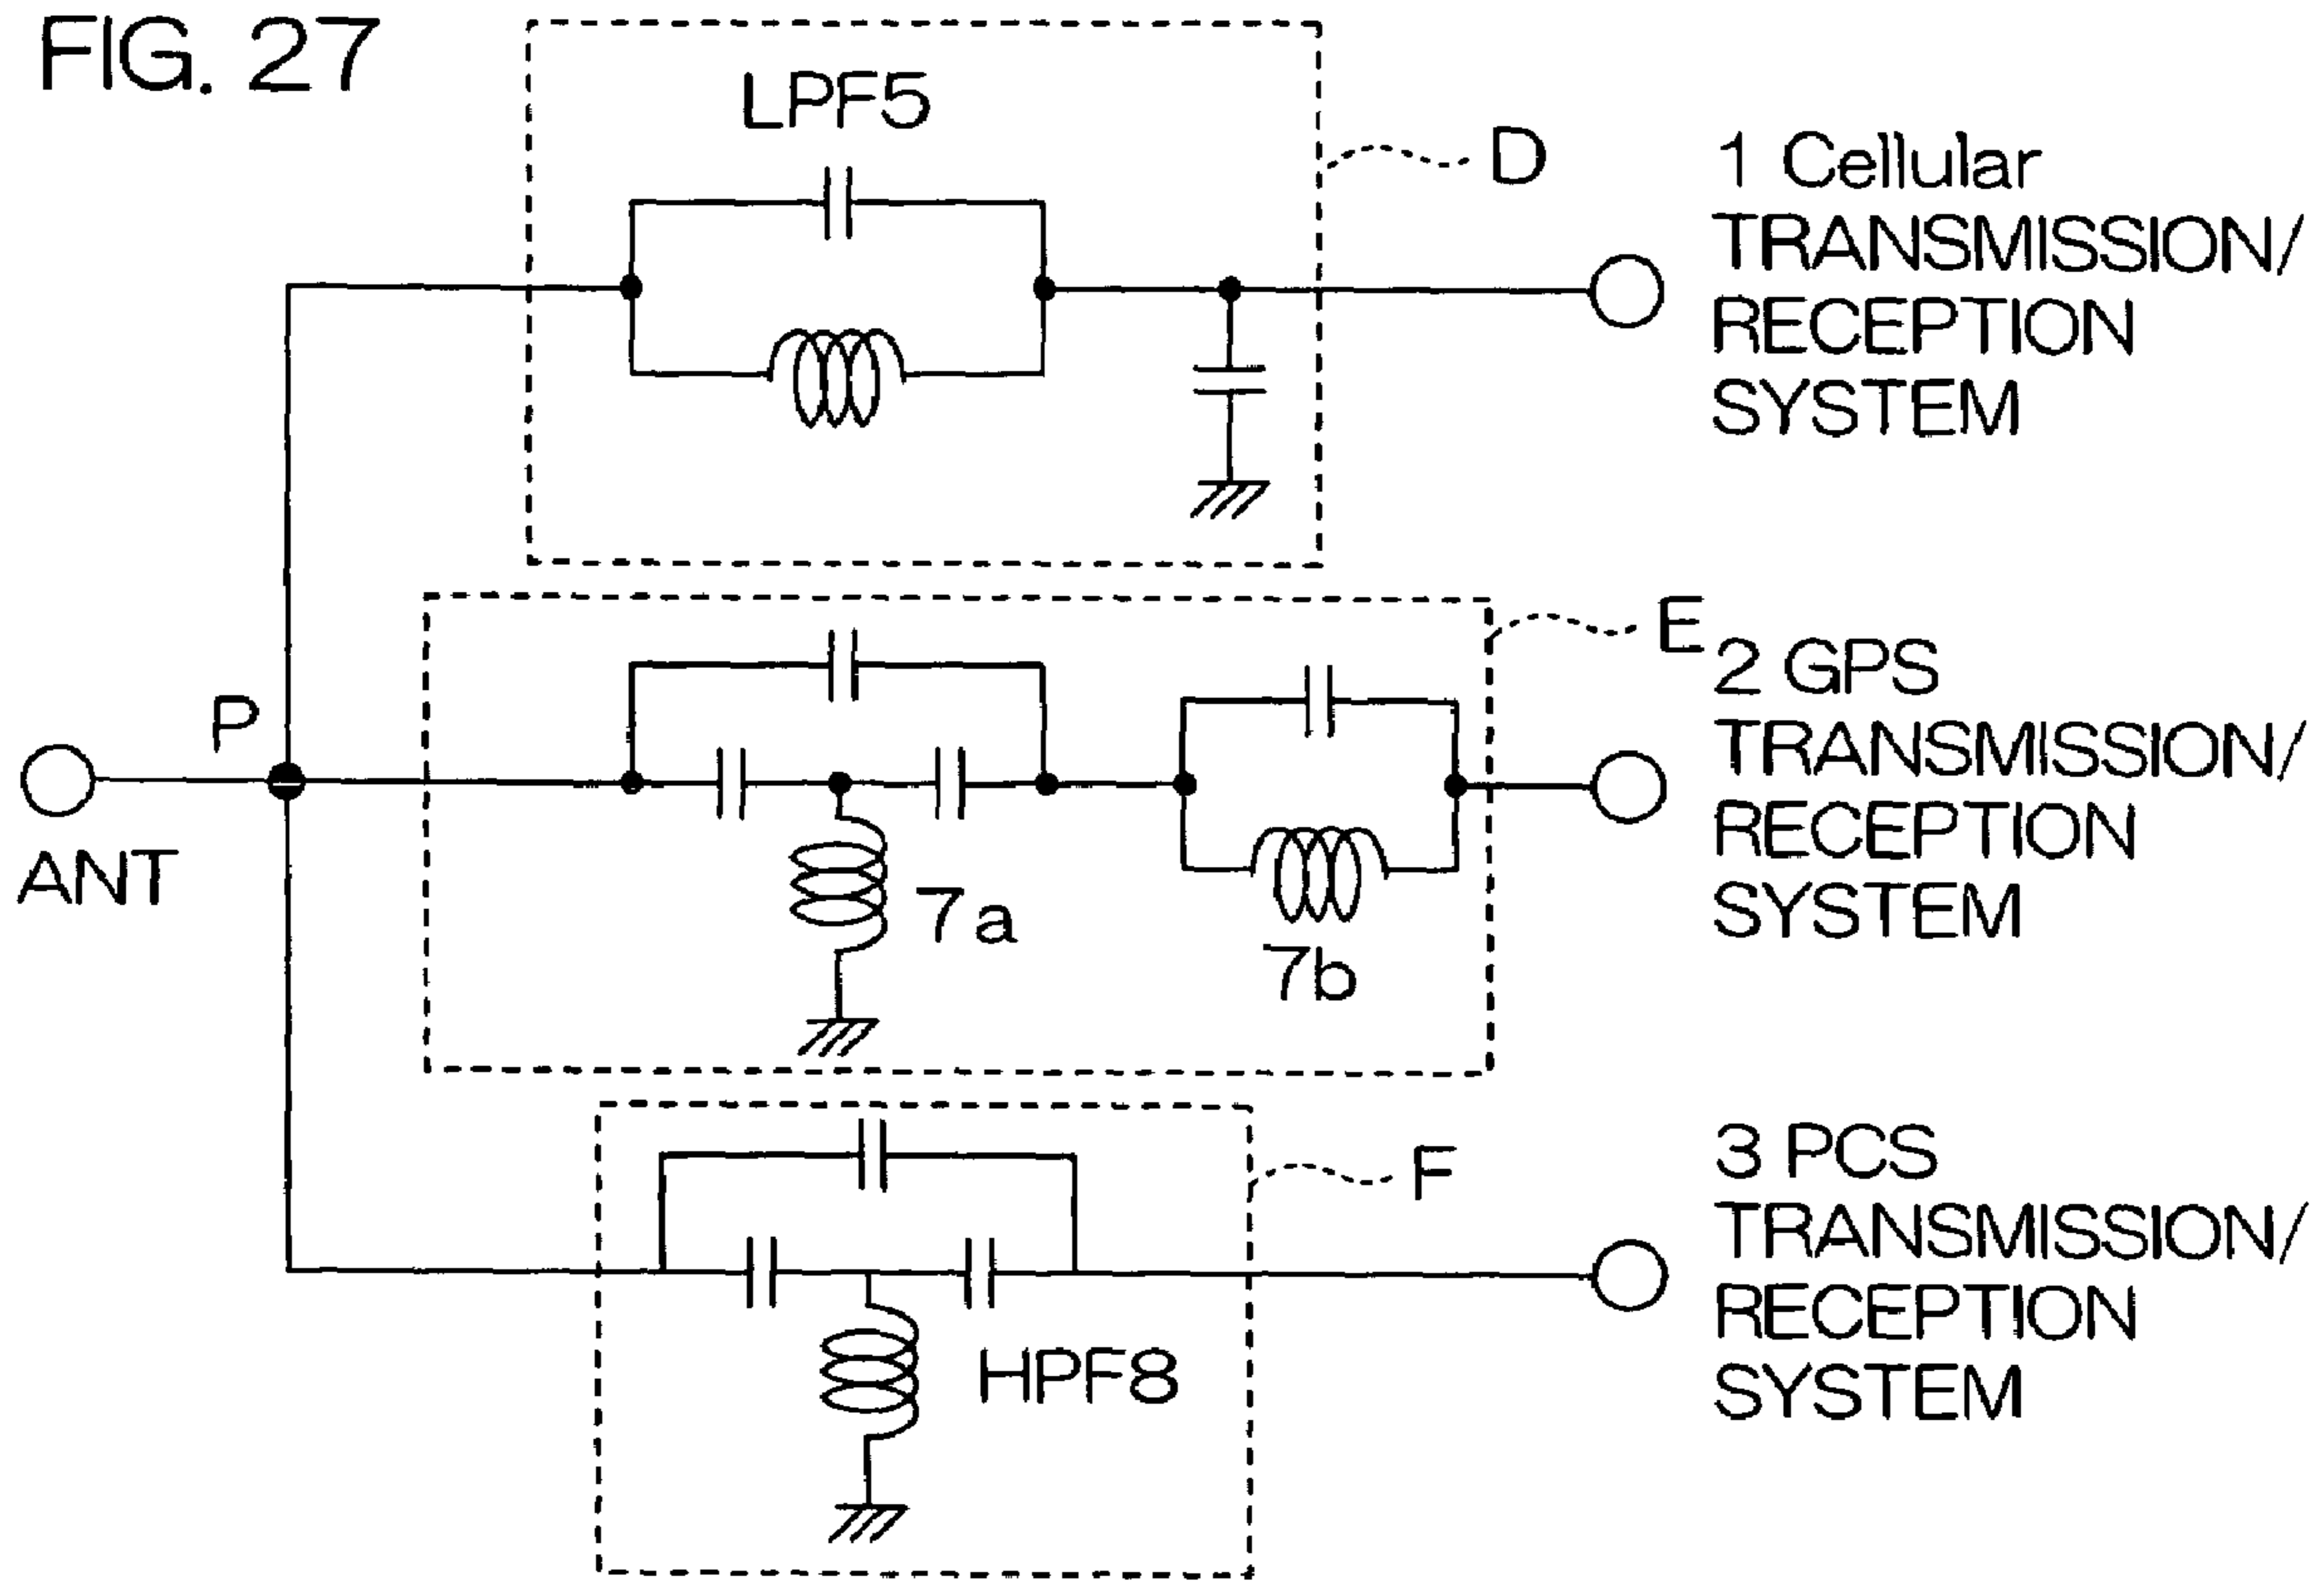 FIG. 27
LPF5
D
1 Cellular
TRANSMISSION/
RECEPTION
SYSTEM
E
2 GPS
TRANSMISSION/
RECEPTION
SYSTEM
P
ANT
7a
7b
F
3 PCS
TRANSMISSION/
RECEPTION
SYSTEM
HPF8